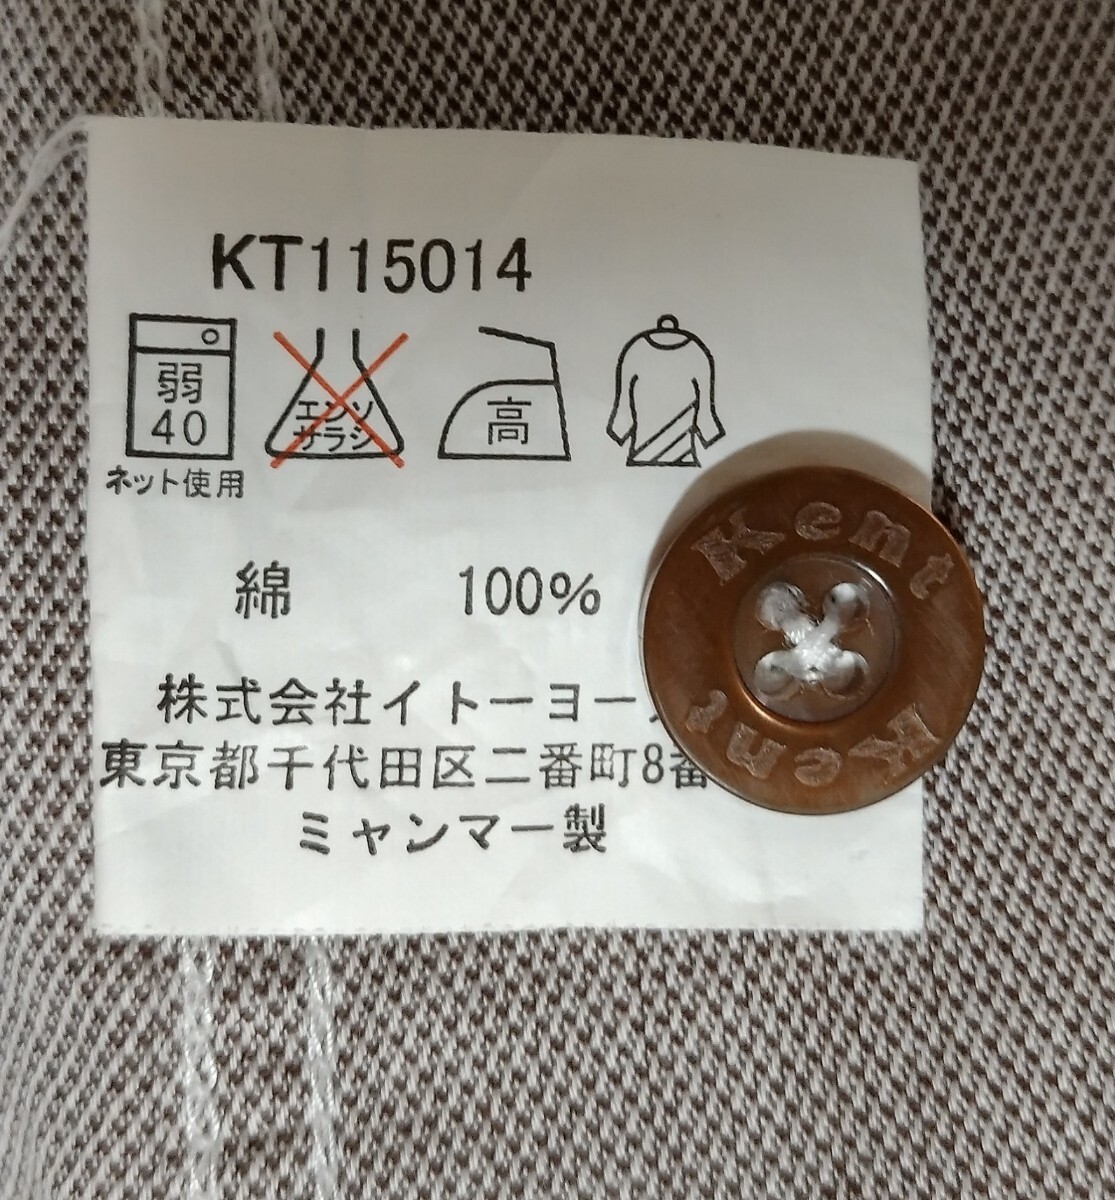 KT115014
弱
40
エンソ
サラシ
高
ネット使用
綿 100%
株式会社イトーヨー
東京都千代田区二番町8番
ミャンマー製
Kent
Kent